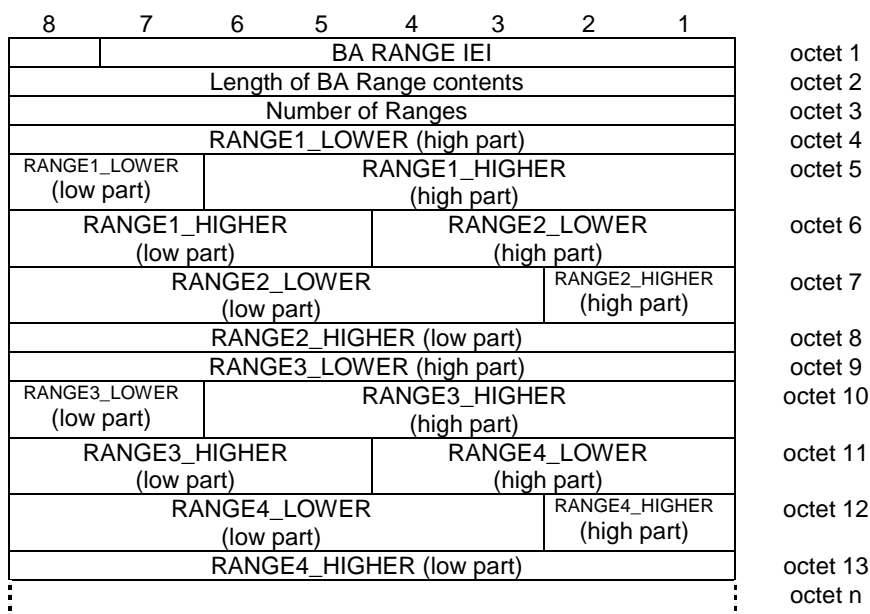 8 7 6 5 4 3 2 1
BA RANGE IEI octet 1
Length of BA Range contents octet 2
Number of Ranges octet 3
RANGE1_LOWER (high part) octet 4
RANGE1_LOWER RANGE1_HIGHER octet 5
(low part) (high part)
RANGE1_HIGHER RANGE2_LOWER octet 6
(low part) (high part)
RANGE2_LOWER RANGE2_HIGHER octet 7
(low part) (high part)
RANGE2_HIGHER (low part) octet 8
RANGE3_LOWER (high part) octet 9
RANGE3_LOWER RANGE3_HIGHER octet 10
(low part) (high part)
RANGE3_HIGHER RANGE4_LOWER octet 11
(low part) (high part)
RANGE4_LOWER RANGE4_HIGHER octet 12
(low part) (high part)
RANGE4_HIGHER (low part) octet 13
octet n